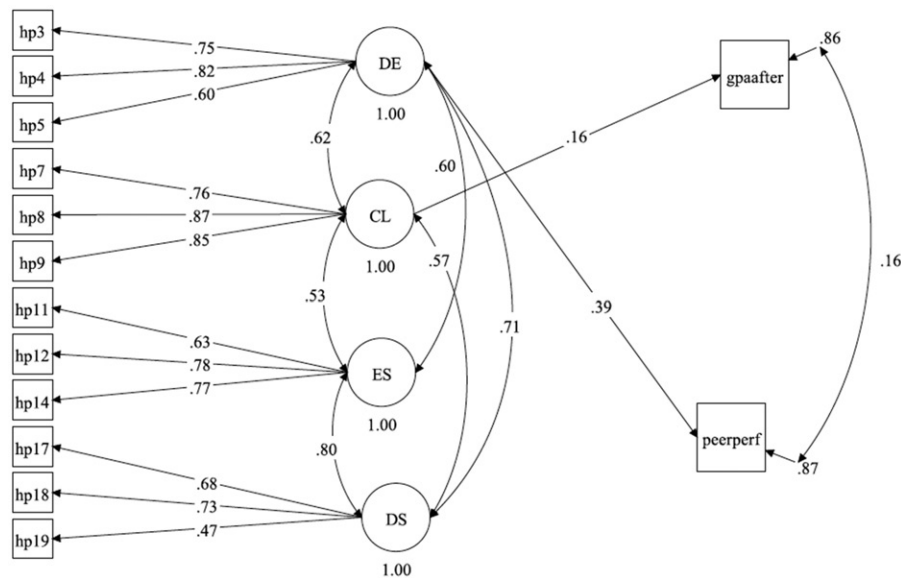 hp3
hp4
hp5
hp7
hp8
hp9
hp11
hp12
hp14
hp17
hp18
hp19
.75
.82
.60
.76
.87
.85
.63
.78
.77
.68
.73
.47
DE
1.00
.62
CL
1.00
.53
ES
1.00
.80
DS
1.00
.60
.57
.71
.16
.39
gpaafter
.86
.16
peerperf
.87